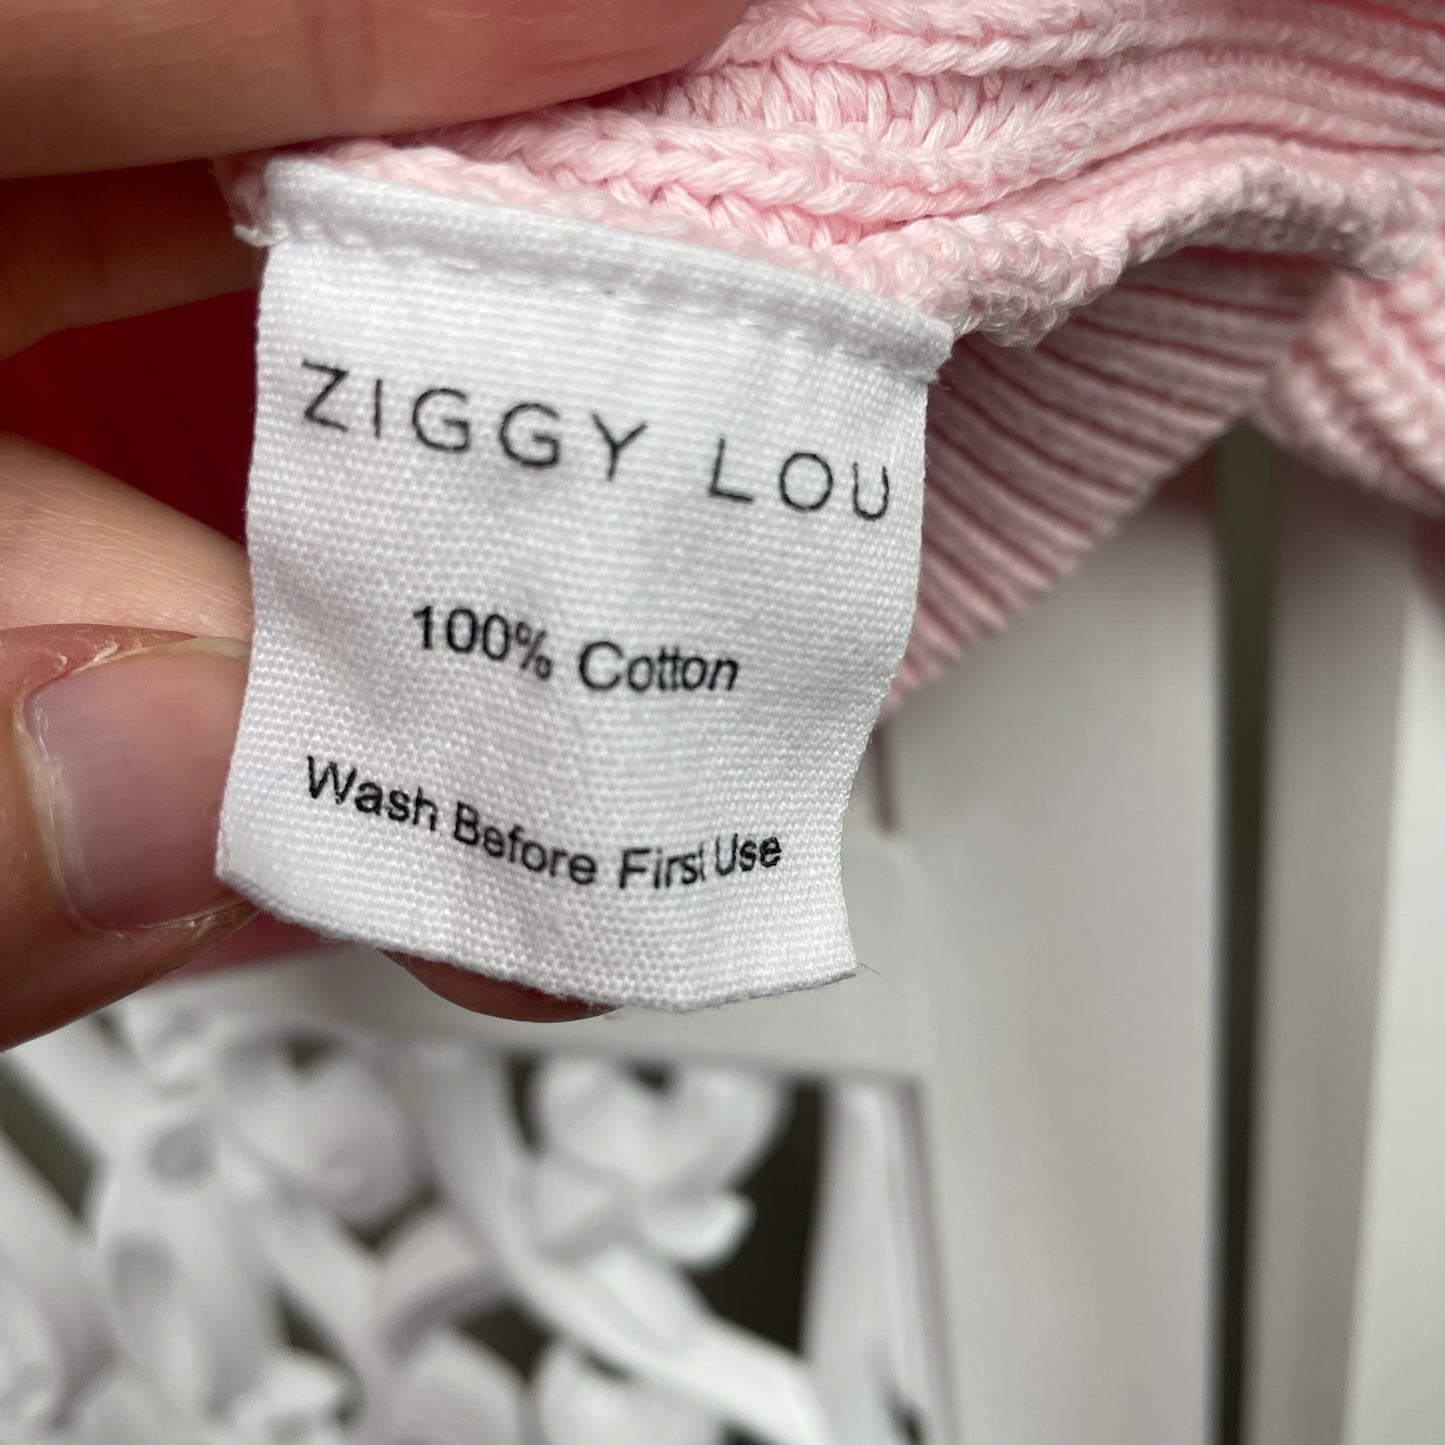 ZIGGY LOU
100% Cotton
Wash Before First Use